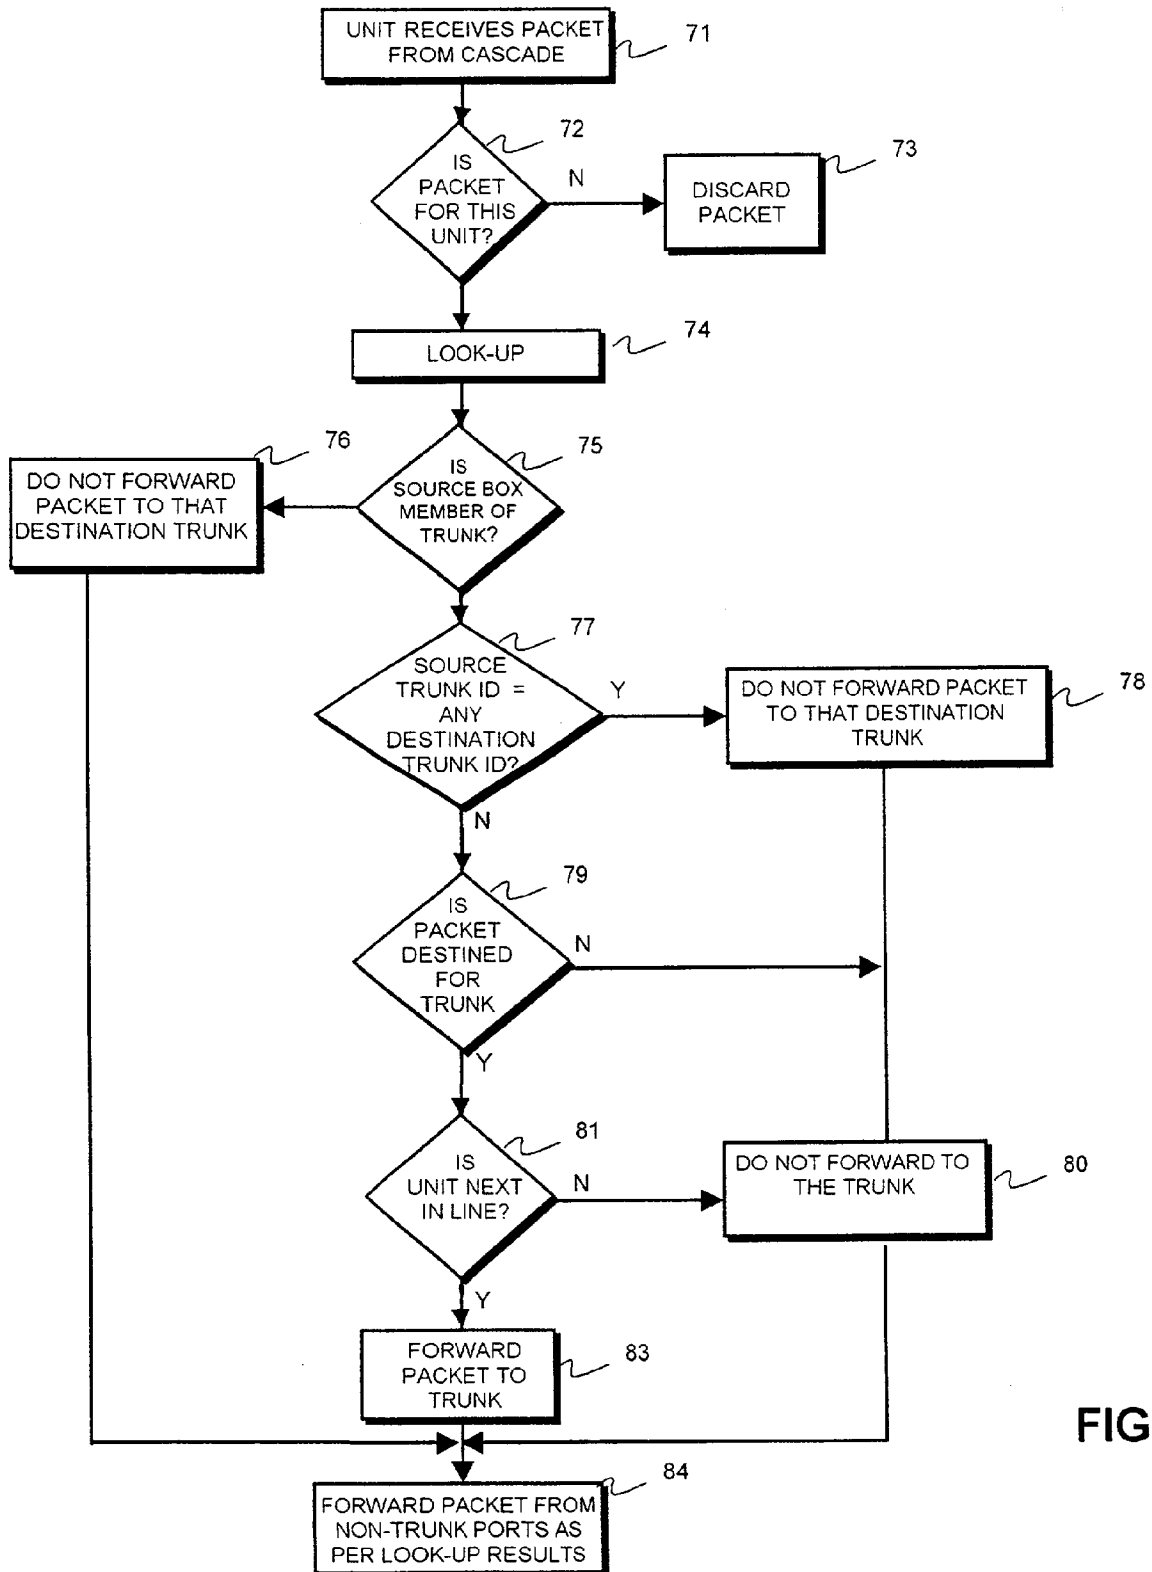 UNIT RECEIVES PACKET
FROM CASCADE
71
72
IS
PACKET
FOR THIS
UNIT?
N
73
DISCARD
PACKET
74
LOOK-UP
76
DO NOT FORWARD
PACKET TO THAT
DESTINATION TRUNK
75
IS
SOURCE BOX
MEMBER OF
TRUNK?
77
SOURCE
TRUNK ID =
ANY
DESTINATION
TRUNK ID?
Y
DO NOT FORWARD PACKET
TO THAT DESTINATION
TRUNK
78
N
79
IS
PACKET
DESTINED
FOR
TRUNK
N
Y
81
IS
UNIT NEXT
IN LINE?
N
DO NOT FORWARD TO
THE TRUNK
80
Y
FORWARD
PACKET TO
TRUNK
83
FIG
84
FORWARD PACKET FROM
NON-TRUNK PORTS AS
PER LOOK-UP RESULTS